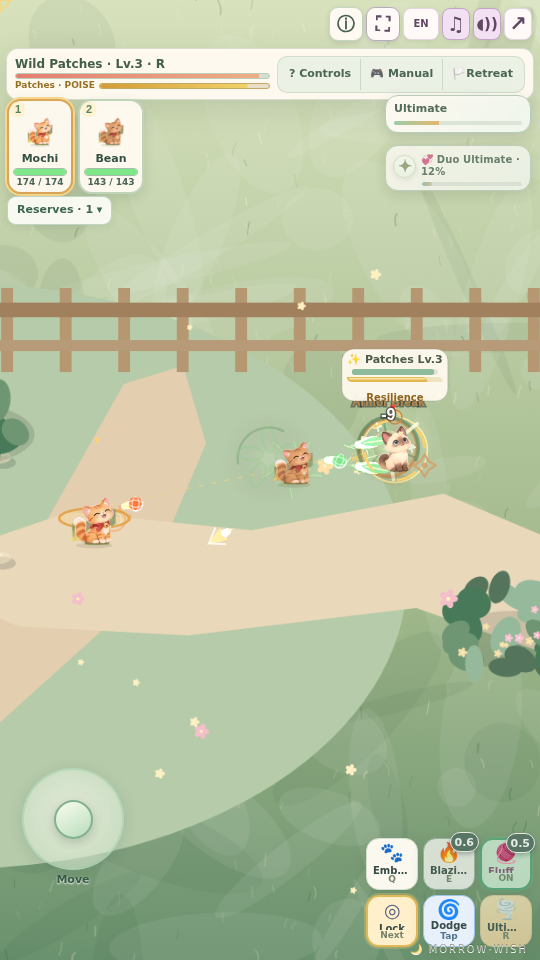 EN
Wild Patches · Lv.3 · R
Patches · POISE
? Controls
🎮 Manual
🏳️Retreat
1
Mochi
174 / 174
2
Bean
143 / 143
Ultimate
💞 Duo Ultimate · 12%
Reserves · 1 ▾
✨ Patches Lv.3
Resilience
-9
Move
Emb...
Q
0.6
Blazi...
E
0.5
Fluff
ON
Lock
Next
Dodge
Tap
Ulti...
R
🌙 MORROW-WISH